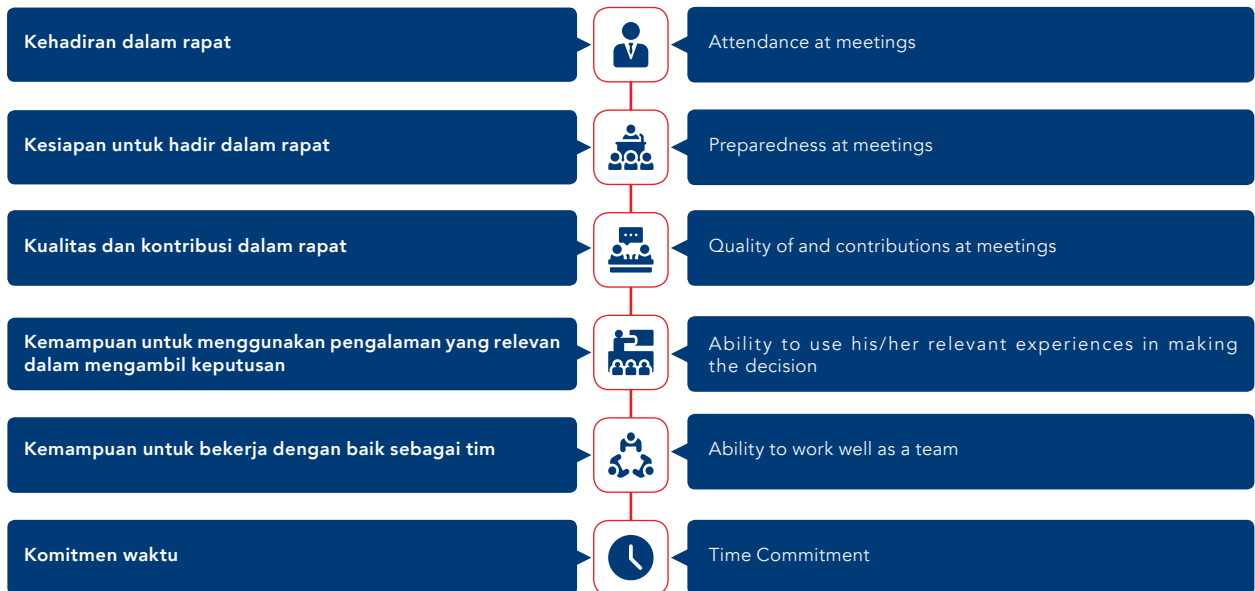 Kehadiran dalam rapat
Attendance at meetings
Kesiapan untuk hadir dalam rapat
Preparedness at meetings
Kualitas dan kontribusi dalam rapat
Quality of and contributions at meetings
Kemampuan untuk menggunakan pengalaman yang relevan
dalam mengambil keputusan
Ability to use his/her relevant experiences in making
the decision
Kemampuan untuk bekerja dengan baik sebagai tim
Ability to work well as a team
Komitmen waktu
Time Commitment